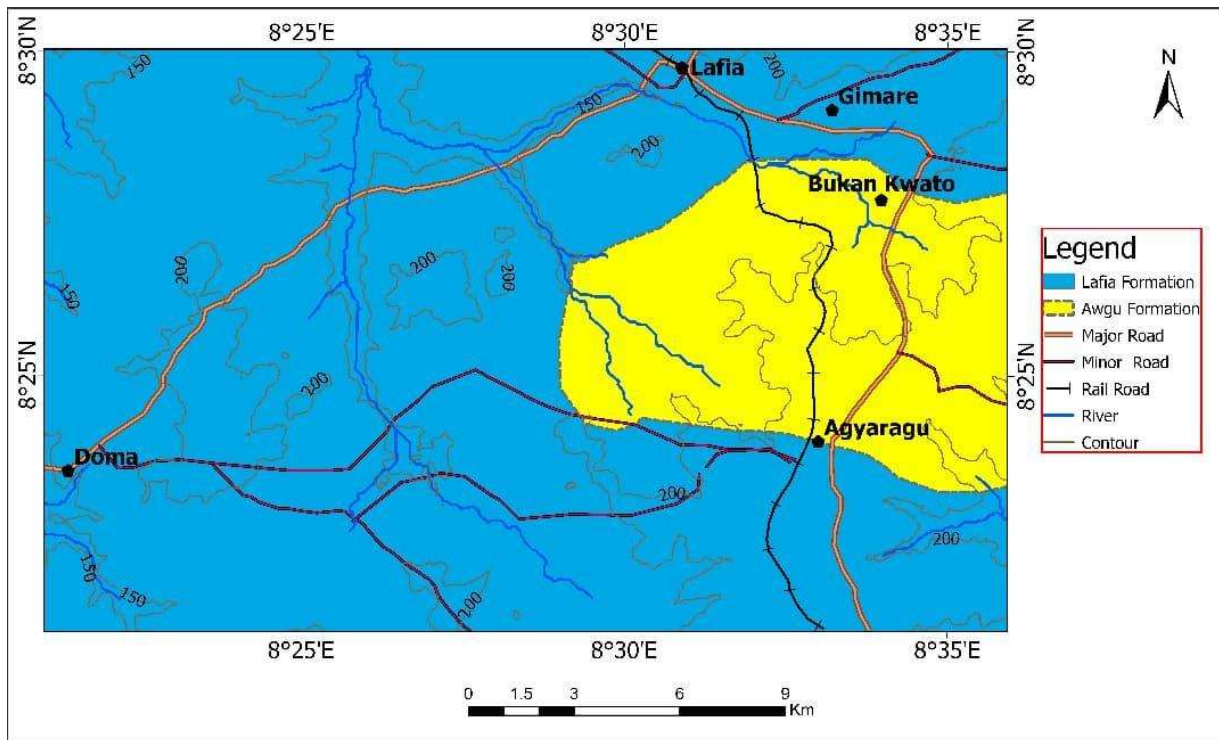 8°25'E
8°30'E
8°35'E
8°30'N
8°30'N
N
150
Lafia
200
Gimare
150
200
Bukan Kwato
200
200
200
150
Legend
Lafia Formation
Awgu Formation
Major Road
Minor Road
Rail Road
River
Contour
8°25'N
8°25'N
200
Agyaragu
Doma
200
200
150
150
200
8°25'E
8°30'E
8°35'E
0
1.5
3
6
9
Km